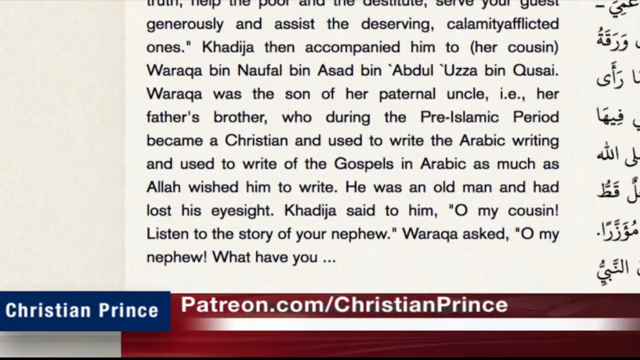 truth, help the poor and the destitute, serve your guest
generously and assist the deserving, calamityafflicted
ones." Khadija then accompanied him to (her cousin)
Waraqa bin Naufal bin Asad bin `Abdul `Uzza bin Qusai.
Waraqa was the son of her paternal uncle, i.e., her
father's brother, who during the Pre-Islamic Period
became a Christian and used to write the Arabic writing
and used to write of the Gospels in Arabic as much as
Allah wished him to write. He was an old man and had
lost his eyesight. Khadija said to him, "O my cousin!
Listen to the story of your nephew." Waraqa asked, "O my
nephew! What have you ...
عَمِيَ -
وَرَقَةُ
مَا رَأَى
فِيهَا
صلى الله
قَطُّ
مُؤَزَّرًا.
النَّبِيُّ
Christian Prince
Patreon.com/ChristianPrince